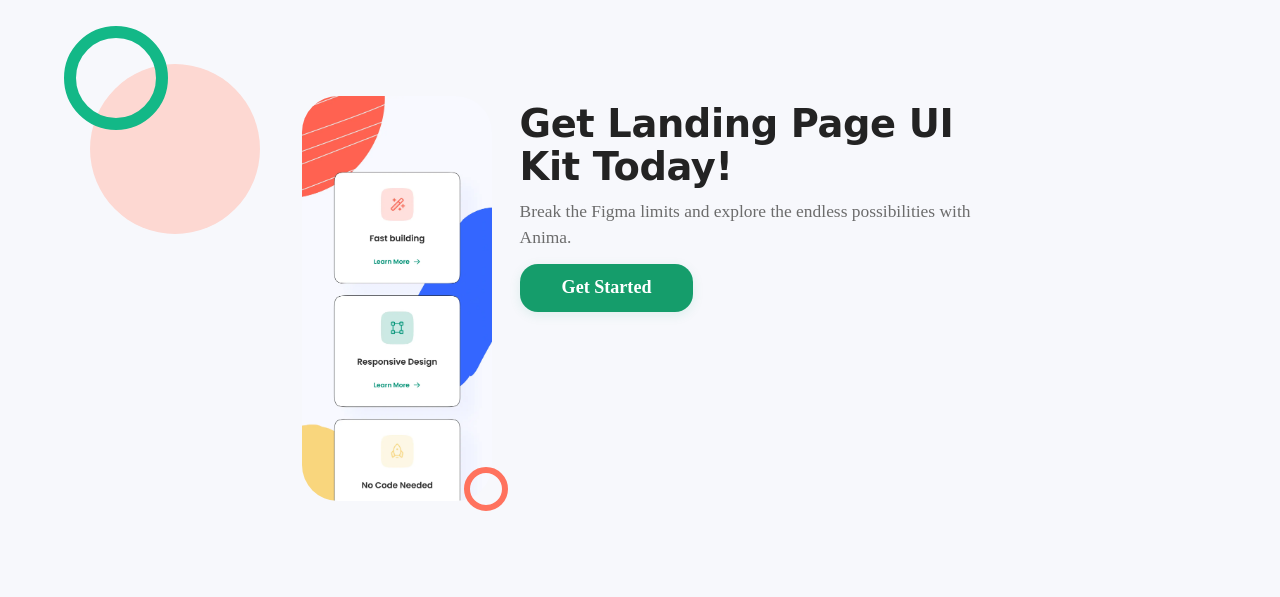 Get Landing Page UI
Kit Today!
Break the Figma limits and explore the endless possibilities with
Anima.
Get Started
Fast building
Learn More →
Responsive Design
Learn More →
No Code Needed